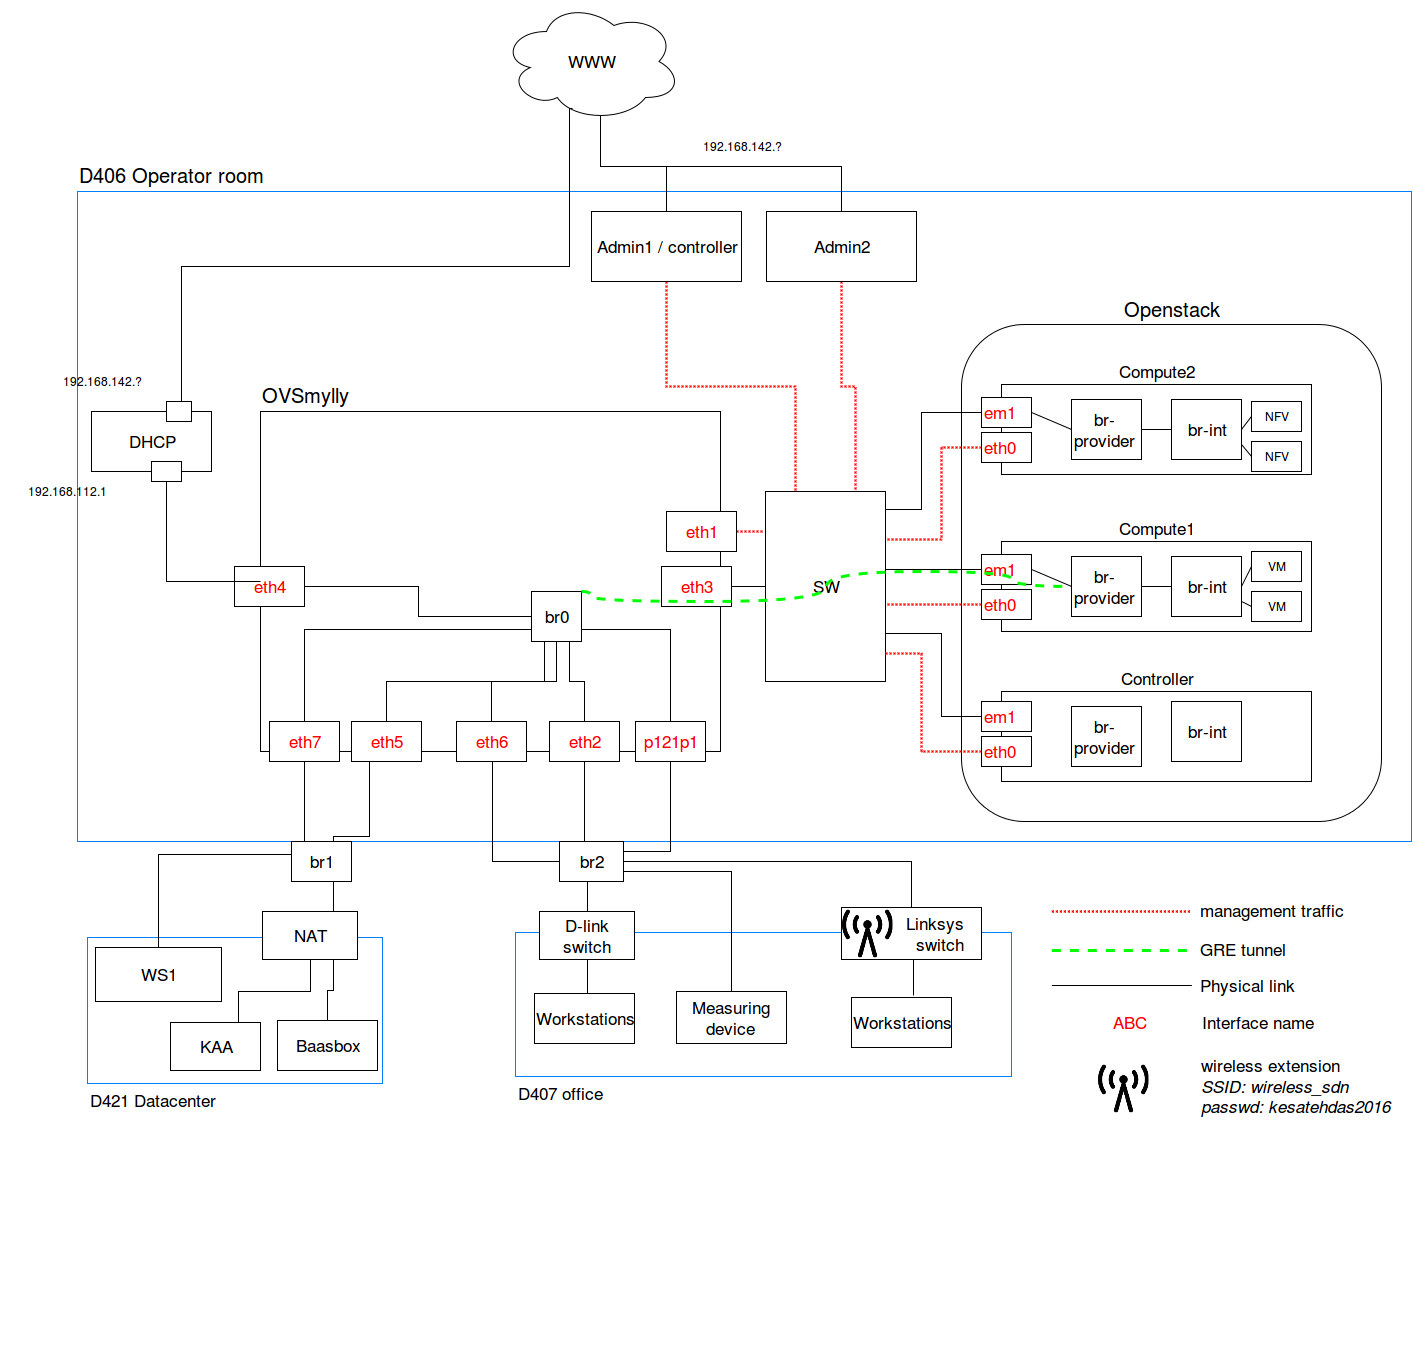 WWW
192.168.142.?
D406 Operator room
Admin1 / controller
Admin2
Openstack
Compute2
192.168.142.?
OVSmylly
em1
br-
provider
br-int
NFV
DHCP
eth0
NFV
192.168.112.1
eth1
Compute1
eth4
eth3
SW
em1
br-
provider
br-int
VM
br0
eth0
VM
Controller
em1
br-
provider
br-int
eth7
eth5
eth6
eth2
p121p1
eth0
br1
br2
NAT
D-link
switch
Linksys
switch
management traffic
WS1
GRE tunnel
Physical link
KAA
Baasbox
Workstations
Measuring
device
Workstations
ABC
Interface name
D421 Datacenter
D407 office
wireless extension
SSID: wireless_sdn
passwd: kesatehdas2016